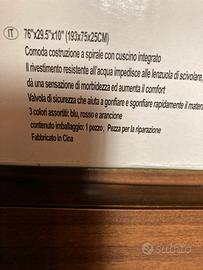 IT 76"x29.5"x10" (193x75x25CM)
Comoda costruzione a spirale con cuscino integrato
Il rivestimento resistente all'acqua impedisce alle lenzuola di scivolare,
dà una sensazione di morbidezza ed aumenta il comfort
Valvola di sicurezza che aiuta a gonfiare e sgonfiare rapidamente il mater
3 colori assortiti: blu, rosso e arancione
contenuto imballaggio: 1 pezzo; Pezza per la riparazione
Fabbricato in Cina
subito